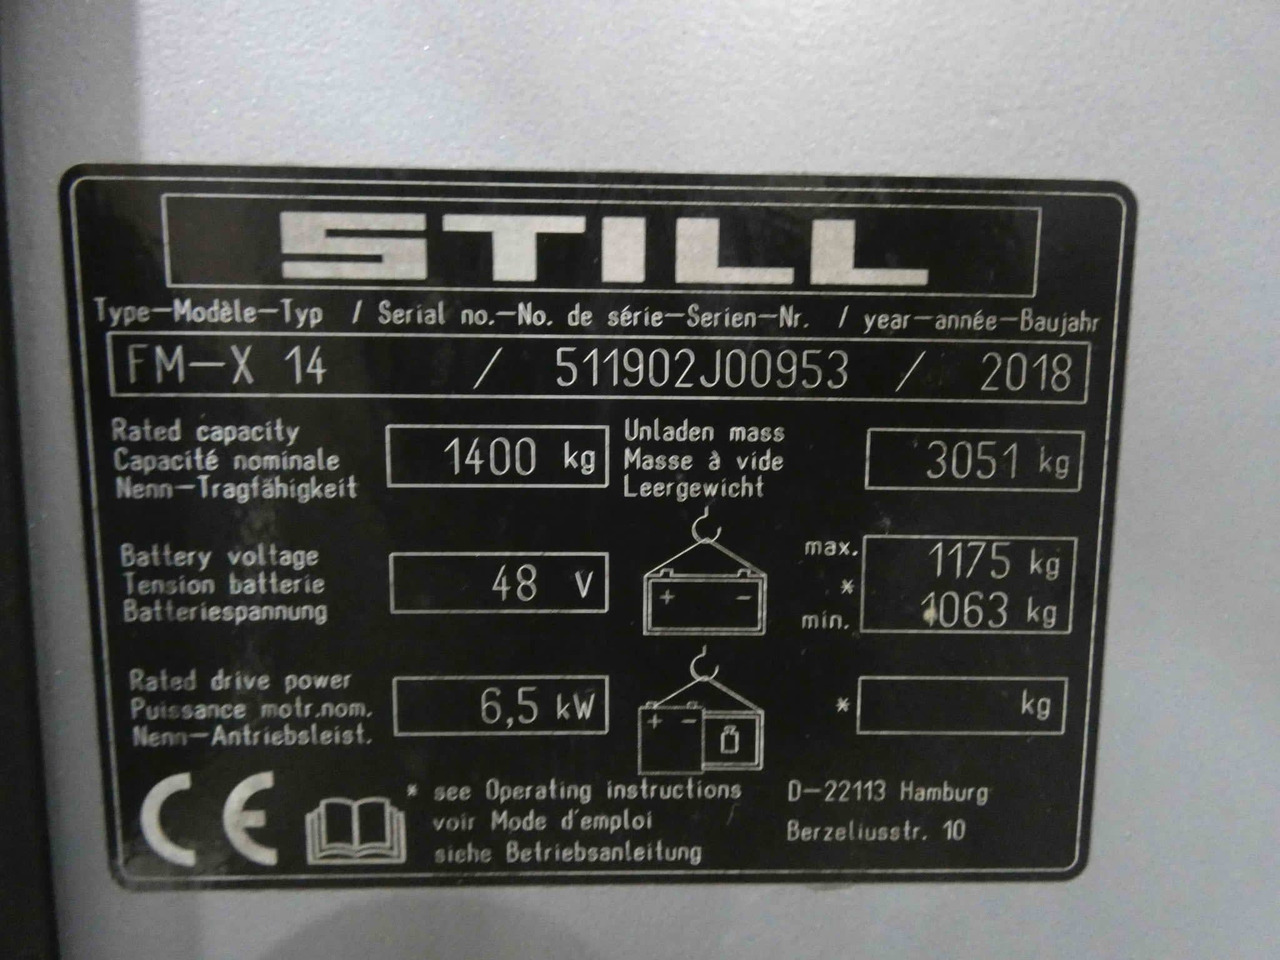 STILL
Type-Modèle-Typ / Serial no.-No. de série-Serien-Nr. / year-année-Baujahr
FM-X 14 / 511902J00953 / 2018
Rated capacity
Capacité nominale
Nenn-Tragfähigkeit
1400 kg
Unladen mass
Masse à vide
Leergewicht
3051 kg
Battery voltage
Tension batterie
Batteriespannung
48 V
+ -
max. 1175 kg
*
min. 1063 kg
Rated drive power
Puissance motr.nom.
Nenn-Antriebsleist.
6,5 kW
+ -
* kg
CE
* see Operating instructions
voir Mode d'emploi
siehe Betriebsanleitung
D-22113 Hamburg
Berzeliusstr. 10